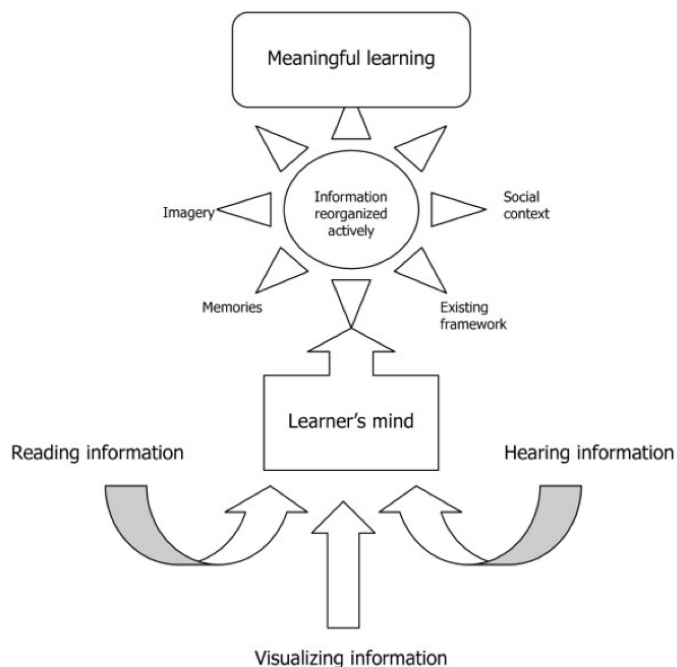 Meaningful learning
Information
reorganized
actively
Imagery
Social
context
Memories
Existing
framework
Learner's mind
Reading information
Hearing information
Visualizing information